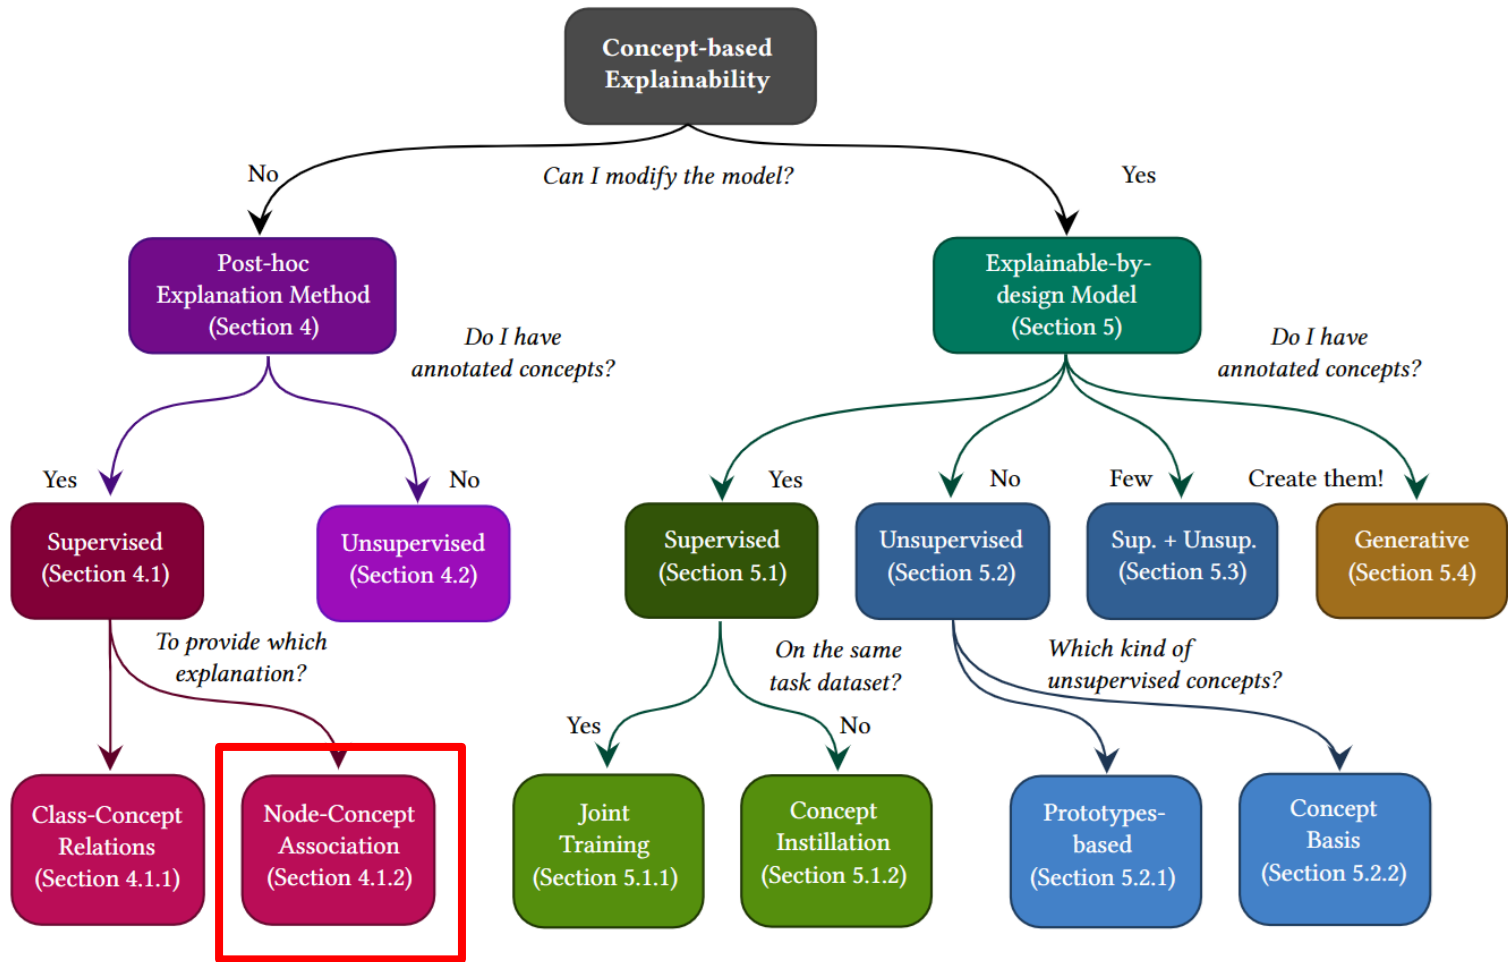 Concept-based
Explainability
No
Can I modify the model?
Yes
Post-hoc
Explanation Method
(Section 4)
Explainable-by-
design Model
(Section 5)
Do I have
annotated concepts?
Do I have
annotated concepts?
Yes
No
Yes
No
Few
Create them!
Supervised
(Section 4.1)
Unsupervised
(Section 4.2)
Supervised
(Section 5.1)
Unsupervised
(Section 5.2)
Sup. + Unsup.
(Section 5.3)
Generative
(Section 5.4)
To provide which
explanation?
On the same
task dataset?
Which kind of
unsupervised concepts?
Yes
No
Class-Concept
Relations
(Section 4.1.1)
Node-Concept
Association
(Section 4.1.2)
Joint
Training
(Section 5.1.1)
Concept
Instillation
(Section 5.1.2)
Prototypes-
based
(Section 5.2.1)
Concept
Basis
(Section 5.2.2)